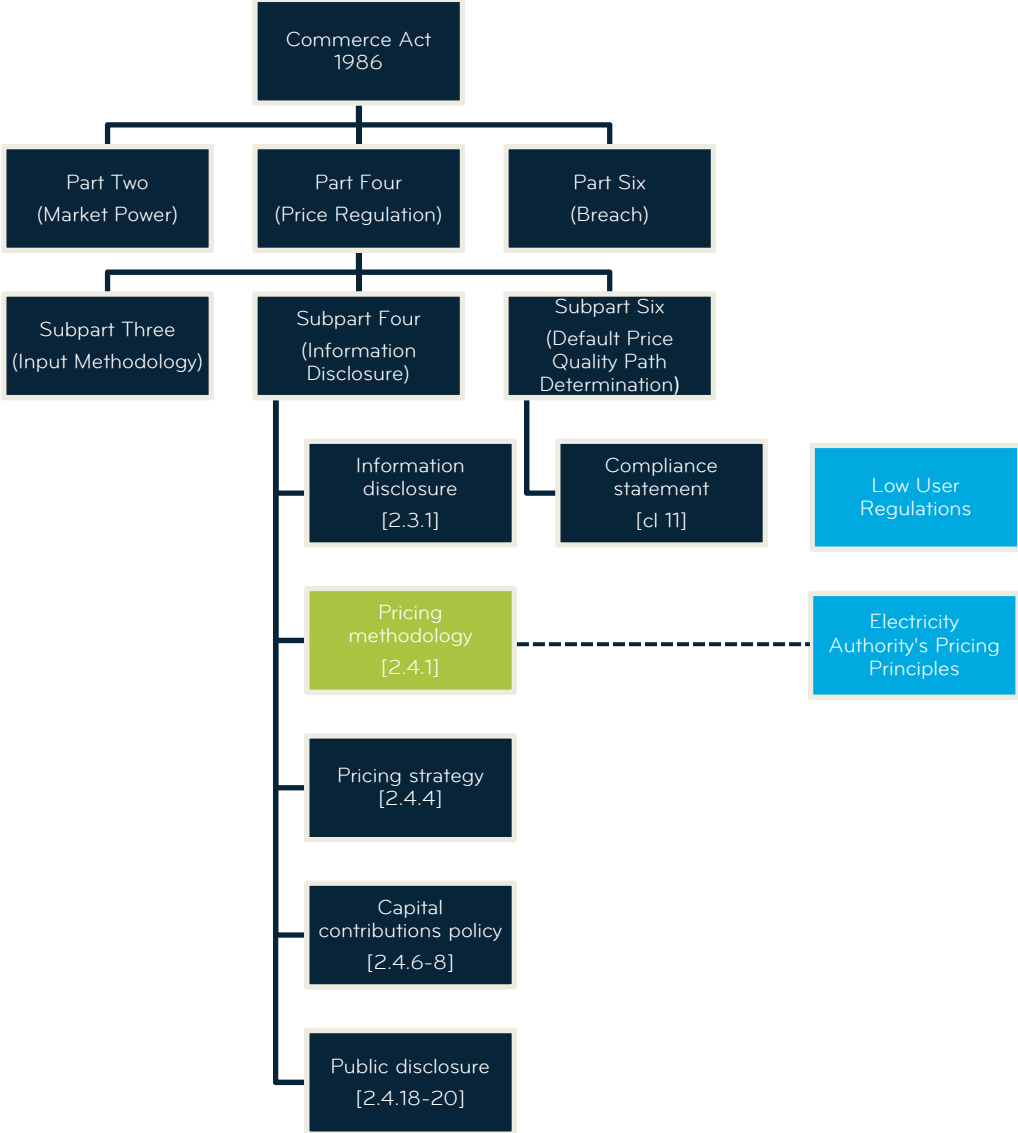 Commerce Act
1986
Part Two
(Market Power)
Part Four
(Price Regulation)
Part Six
(Breach)
Subpart Three
(Input Methodology)
Subpart Four
(Information
Disclosure)
Subpart Six
(Default Price
Quality Path
Determination)
Information
disclosure
[2.3.1]
Compliance
statement
[cl 11]
Low User
Regulations
Pricing
methodology
[2.4.1]
Electricity
Authority's Pricing
Principles
Pricing strategy
[2.4.4]
Capital
contributions policy
[2.4.6-8]
Public disclosure
[2.4.18-20]